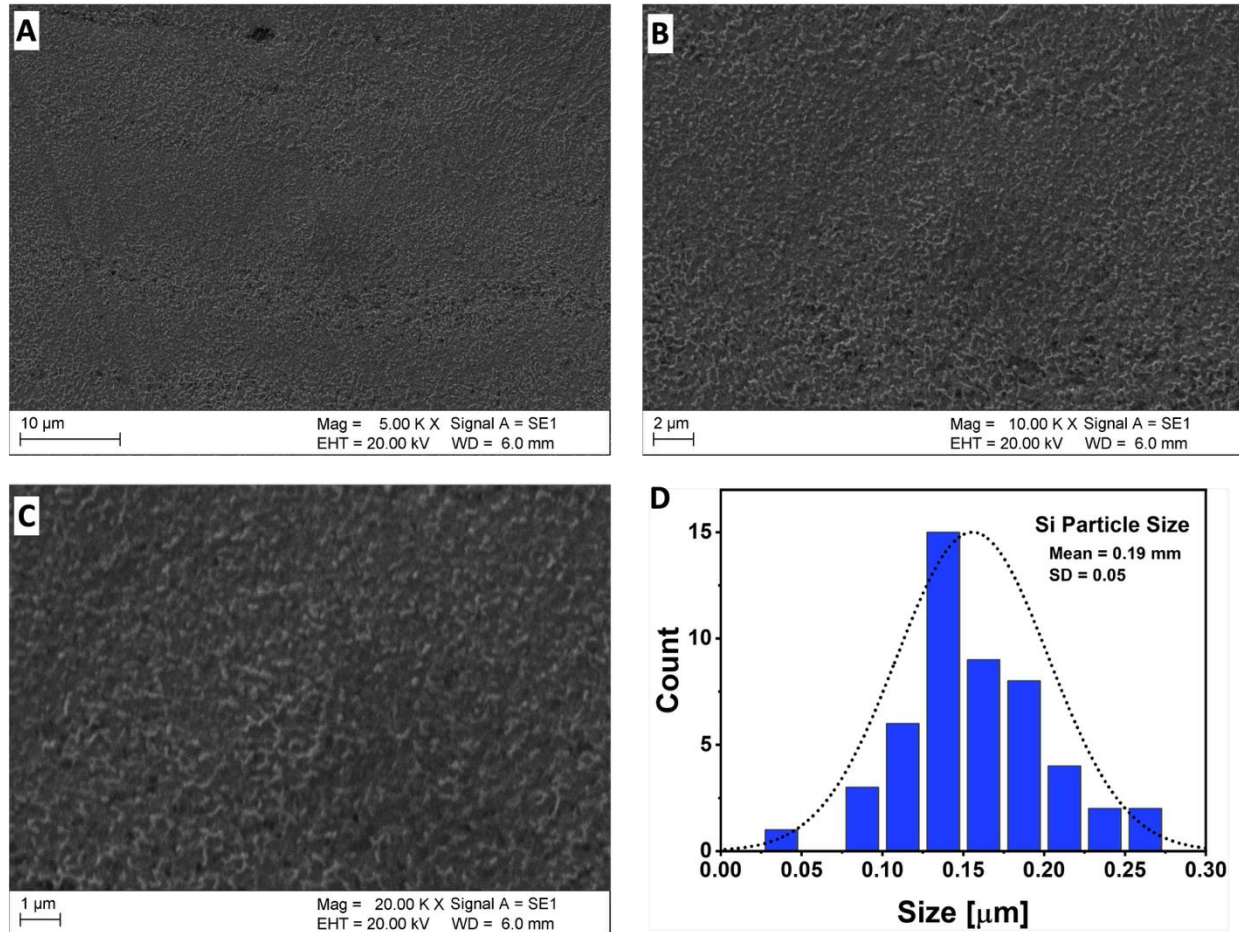 A
10 µm
Mag = 5.00 K X Signal A = SE1
EHT = 20.00 kV WD = 6.0 mm
B
2 µm
Mag = 10.00 K X Signal A = SE1
EHT = 20.00 kV WD = 6.0 mm
C
1 µm
Mag = 20.00 K X Signal A = SE1
EHT = 20.00 kV WD = 6.0 mm
D
Si Particle Size
Mean = 0.19 mm
SD = 0.05
15
10
5
0
Count
0.00 0.05 0.10 0.15 0.20 0.25 0.30
Size [µm]